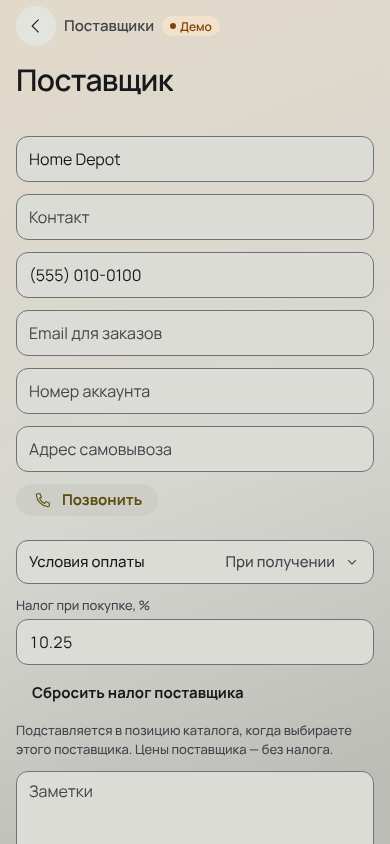 Поставщики
Демо
Поставщик
Home Depot
Контакт
(555) 010-0100
Email для заказов
Номер аккаунта
Адрес самовывоза
Позвонить
Условия оплаты При получении
Налог при покупке, %
10.25
Сбросить налог поставщика
Подставляется в позицию каталога, когда выбираете
этого поставщика. Цены поставщика — без налога.
Заметки